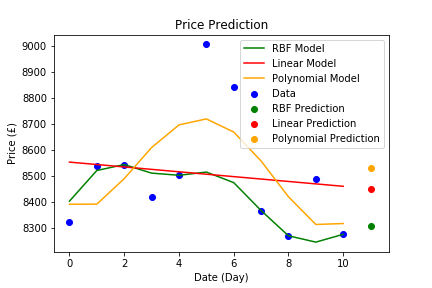 Price Prediction
9000
8900
8800
8700
8600
8500
8400
8300
Price (£)
0
2
4
6
8
10
Date (Day)
RBF Model
Linear Model
Polynomial Model
Data
RBF Prediction
Linear Prediction
Polynomial Prediction